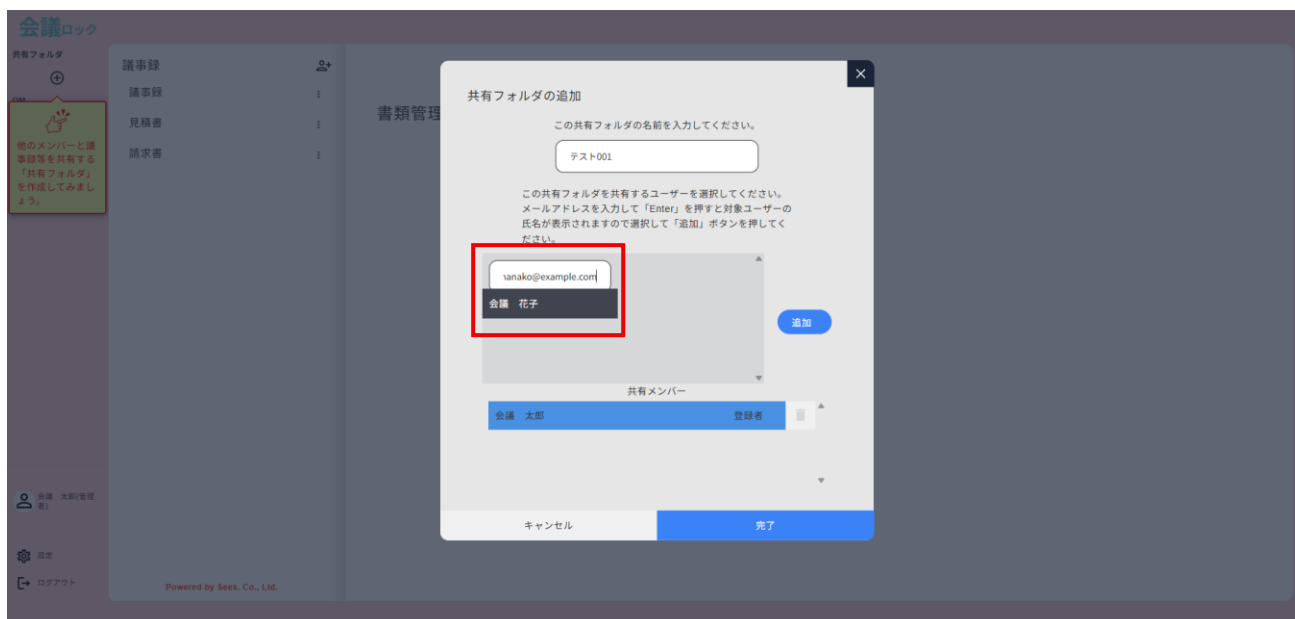 会議ロック
共有フォルダ
他のメンバーと議
事録等を共有する
「共有フォルダ」
を作成してみまし
ょう。
会議 太郎(管理
者)
設定
ログアウト
議事録
議事録
見積書
請求書
Powered by Sees. Co., Ltd.
書類管理
共有フォルダの追加
この共有フォルダの名前を入力してください。
テスト001
この共有フォルダを共有するユーザーを選択してください。
メールアドレスを入力して「Enter」を押すと対象ユーザーの
氏名が表示されますので選択して「追加」ボタンを押してく
ださい。
anako@example.com
会議 花子
追加
共有メンバー
会議 太郎 登録者
キャンセル 完了